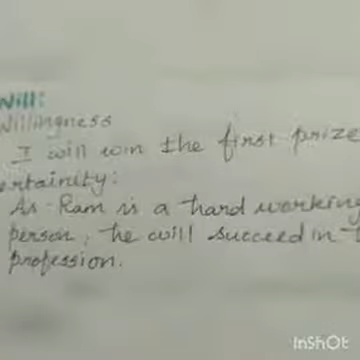 Will:
Willingness
I will win the first prize
ertainity:
As Ram is a hard working
person, he will succeed in t
profession.
InShOt